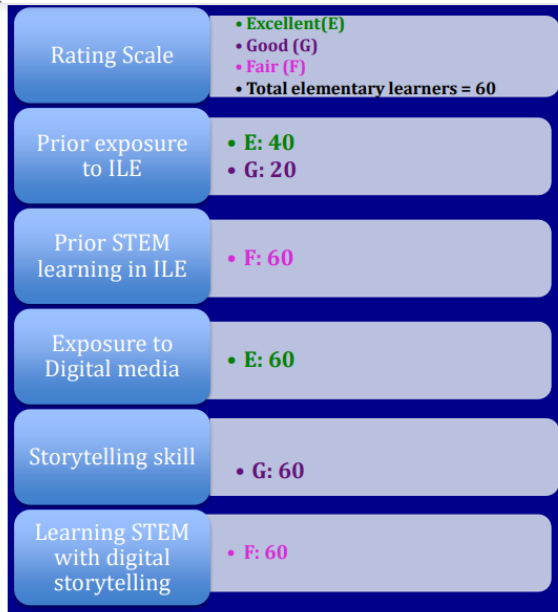 Rating Scale
• Excellent(E)
• Good (G)
• Fair (F)
• Total elementary learners = 60
Prior exposure
to ILE
• E: 40
• G: 20
Prior STEM
learning in ILE
• F: 60
Exposure to
Digital media
• E: 60
Storytelling skill
• G: 60
Learning STEM
with digital
storytelling
• F: 60